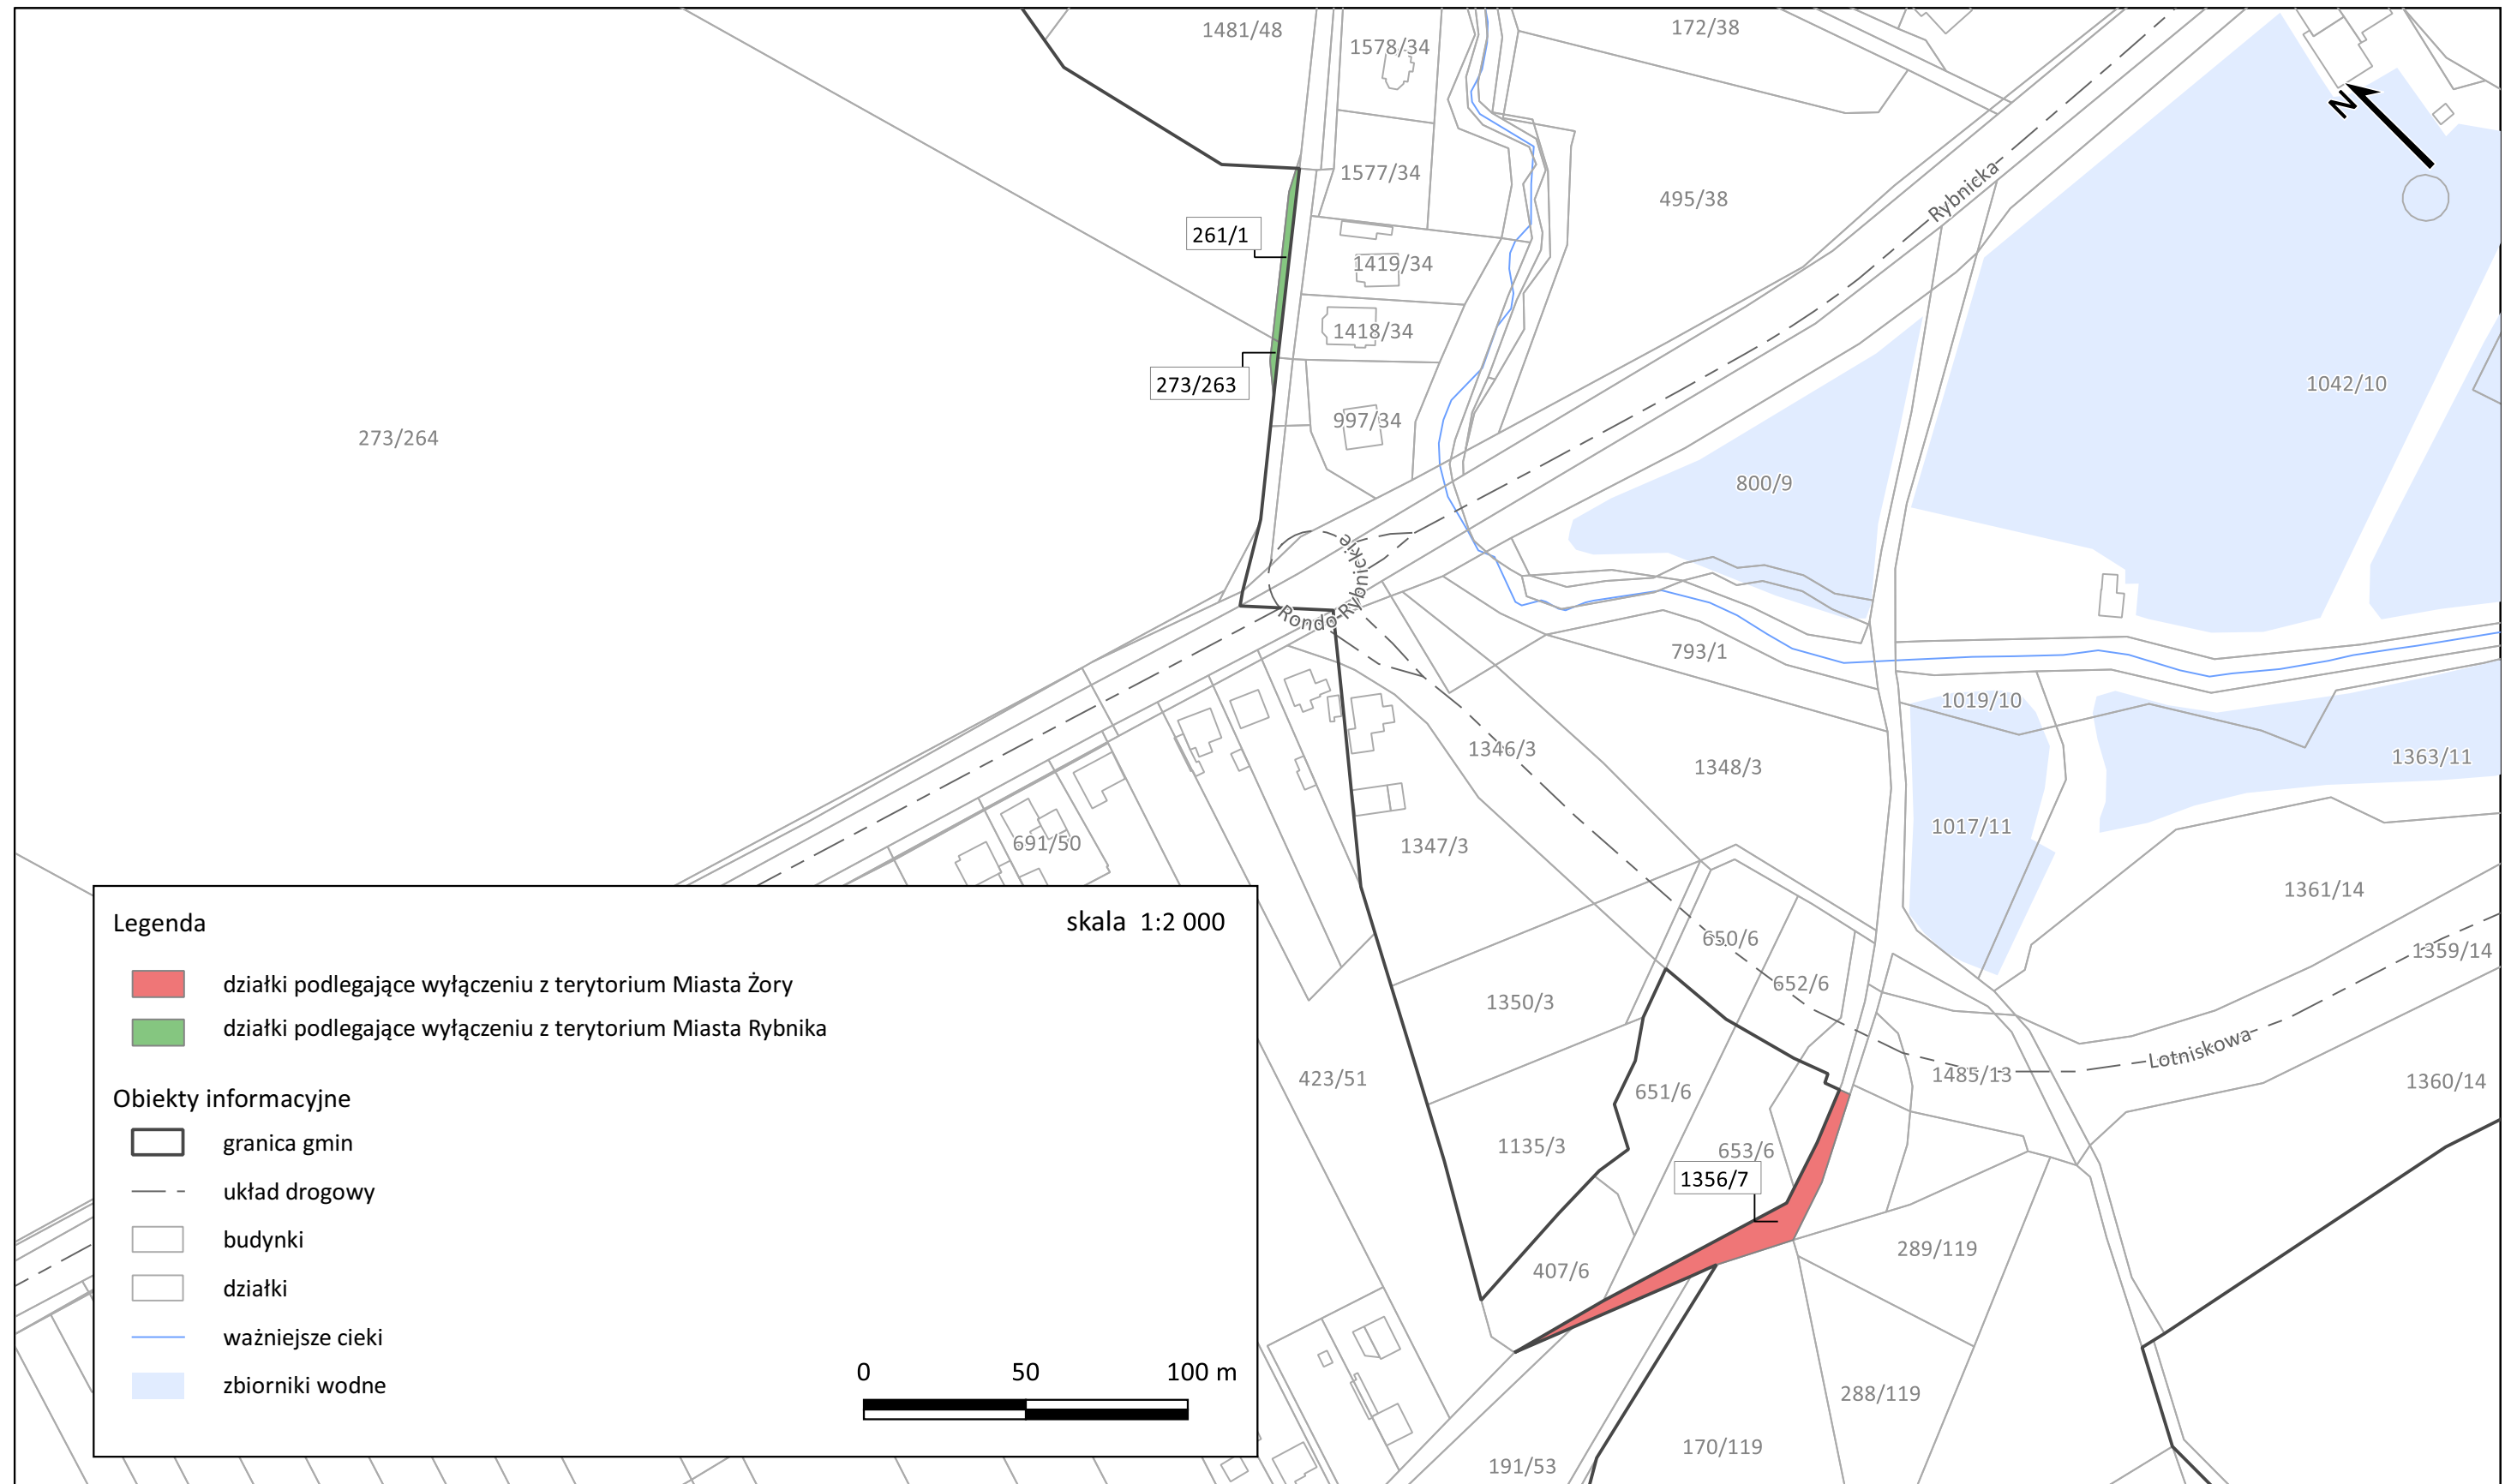 1481/48
1578/34
172/38
N
1577/34
495/38
Rybnicka
261/1
1419/34
1418/34
273/263
1042/10
997/34
273/264
800/9
Rondo Rybnickie
793/1
1019/10
1346/3
1363/11
1348/3
1017/11
691/50
1347/3
1361/14
650/6
1359/14
652/6
1350/3
Lotniskowa
1485/13
1360/14
423/51
651/6
1135/3
653/6
1356/7
289/119
407/6
288/119
170/119
191/53
Legenda
skala 1:2 000
działki podlegające wyłączeniu z terytorium Miasta Żory
działki podlegające wyłączeniu z terytorium Miasta Rybnika
Obiekty informacyjne
granica gmin
układ drogowy
budynki
działki
ważniejsze cieki
zbiorniki wodne
0 50 100 m